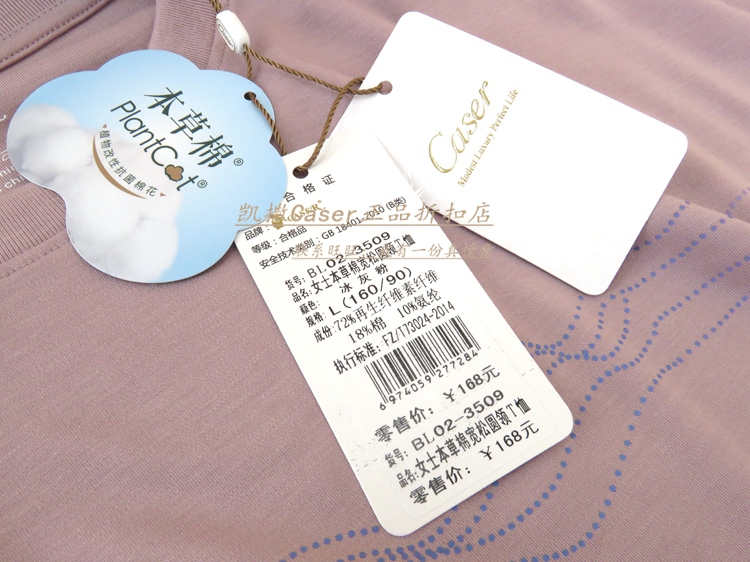 本草棉®
PlantCot®
植物改性抗菌棉花
Caser
Modest Luxury Perfect Life
合格证
凯撒Caser正品折扣店
品牌:
等级:合格品
安全技术类别:GB 18401-2010 (B类)
货号:BL02-3509
品名:女士本草棉宽松圆领T恤
颜色: 冰灰粉
规格:L(160/90)
成份:72%再生纤维素纤维
18%棉 10%氨纶
执行标准:FZ/T73024-2014
6 974059 277284
零售价:¥168元
货号:BL02-3509
品名:女士本草棉宽松圆领T恤
零售价:¥168元